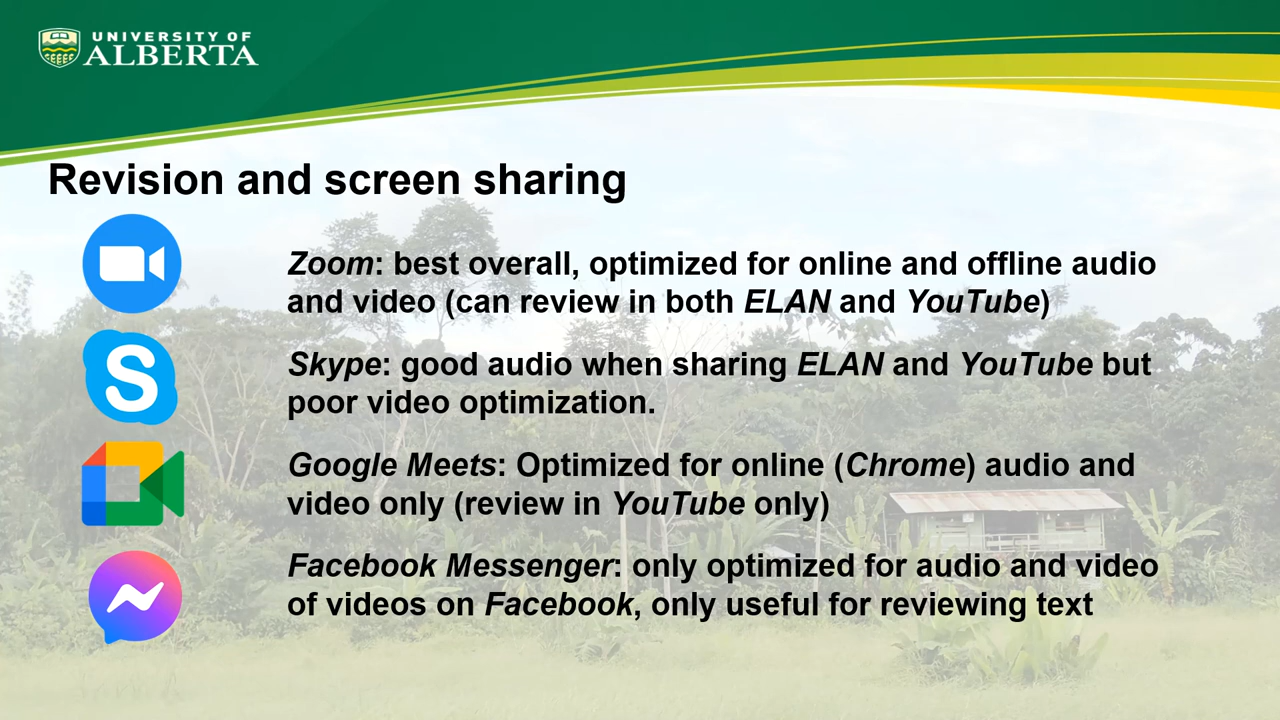 UNIVERSITY OF
ALBERTA
Revision and screen sharing
Zoom: best overall, optimized for online and offline audio
and video (can review in both ELAN and YouTube)
Skype: good audio when sharing ELAN and YouTube but
poor video optimization.
Google Meets: Optimized for online (Chrome) audio and
video only (review in YouTube only)
Facebook Messenger: only optimized for audio and video
of videos on Facebook, only useful for reviewing text